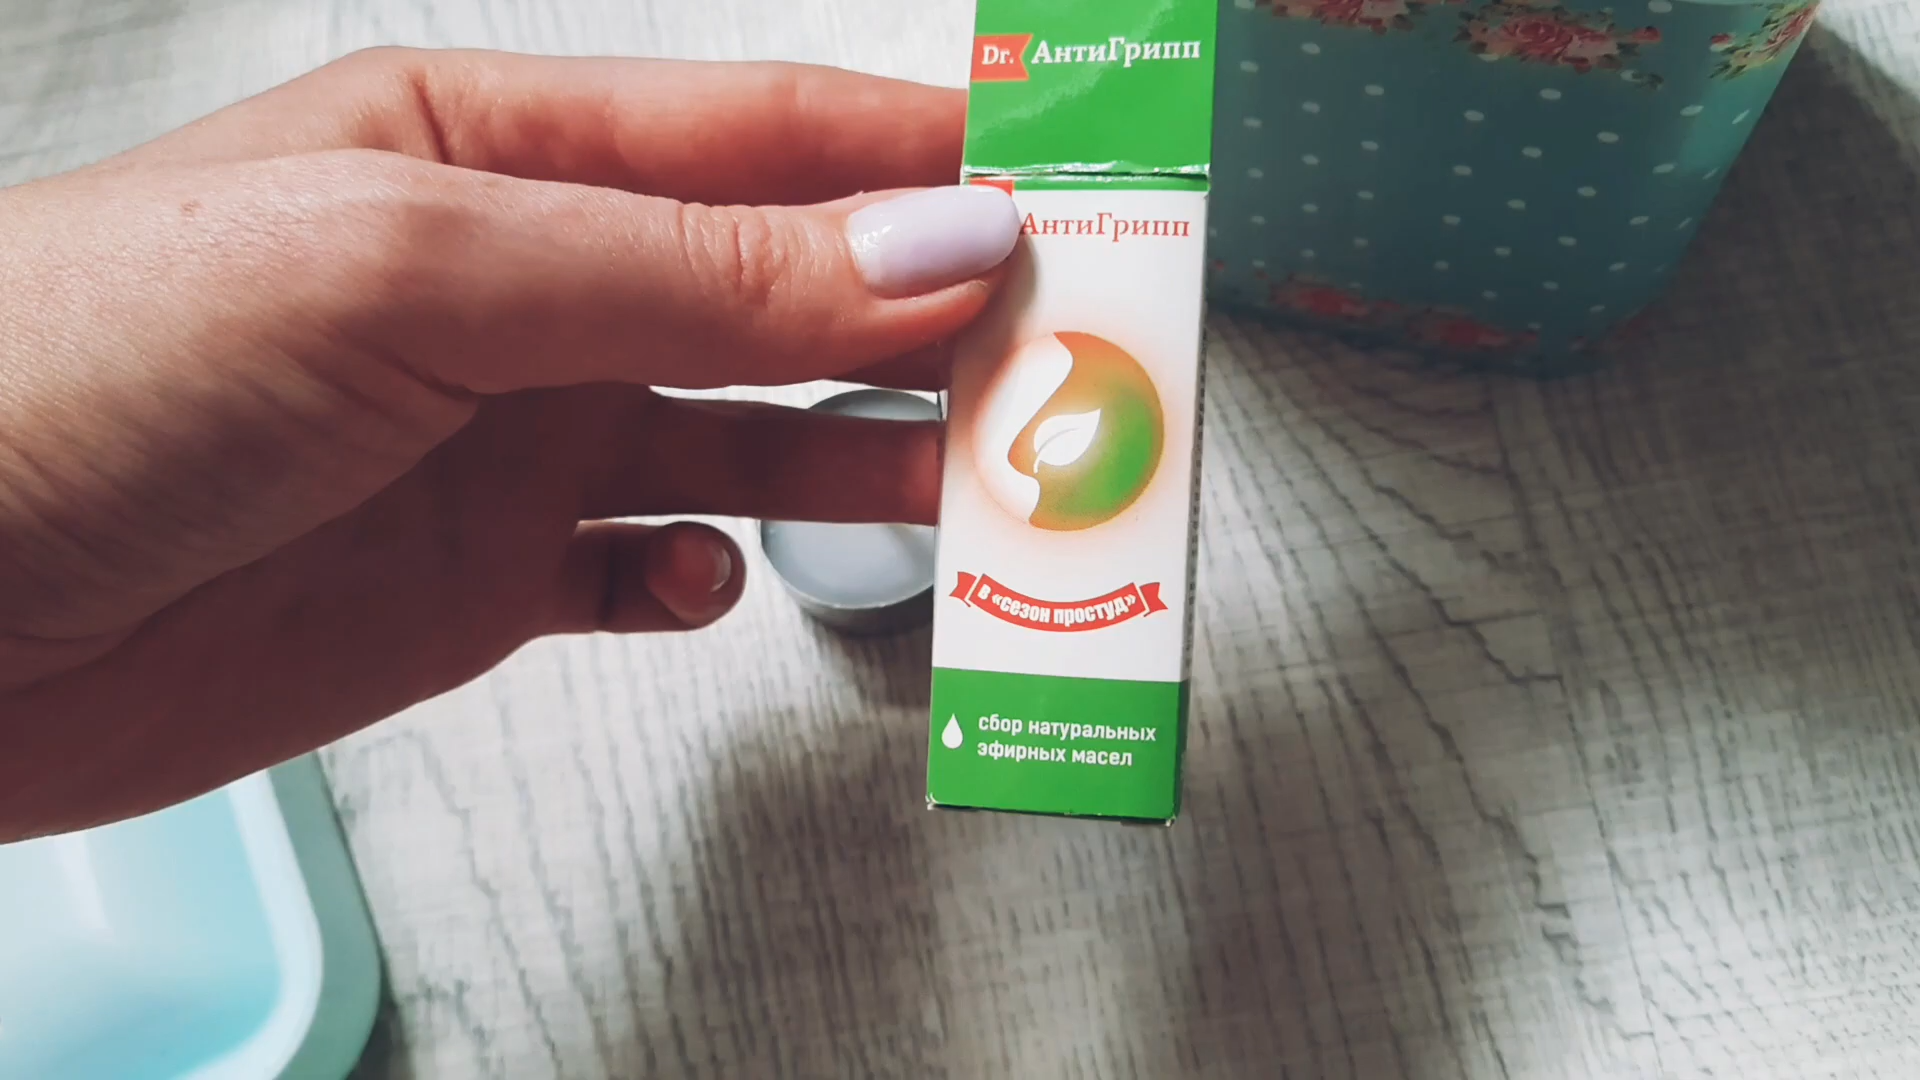 Dr. АнтиГрипп
АнтиГрипп
в «сезон простуд»
сбор натуральных
эфирных масел